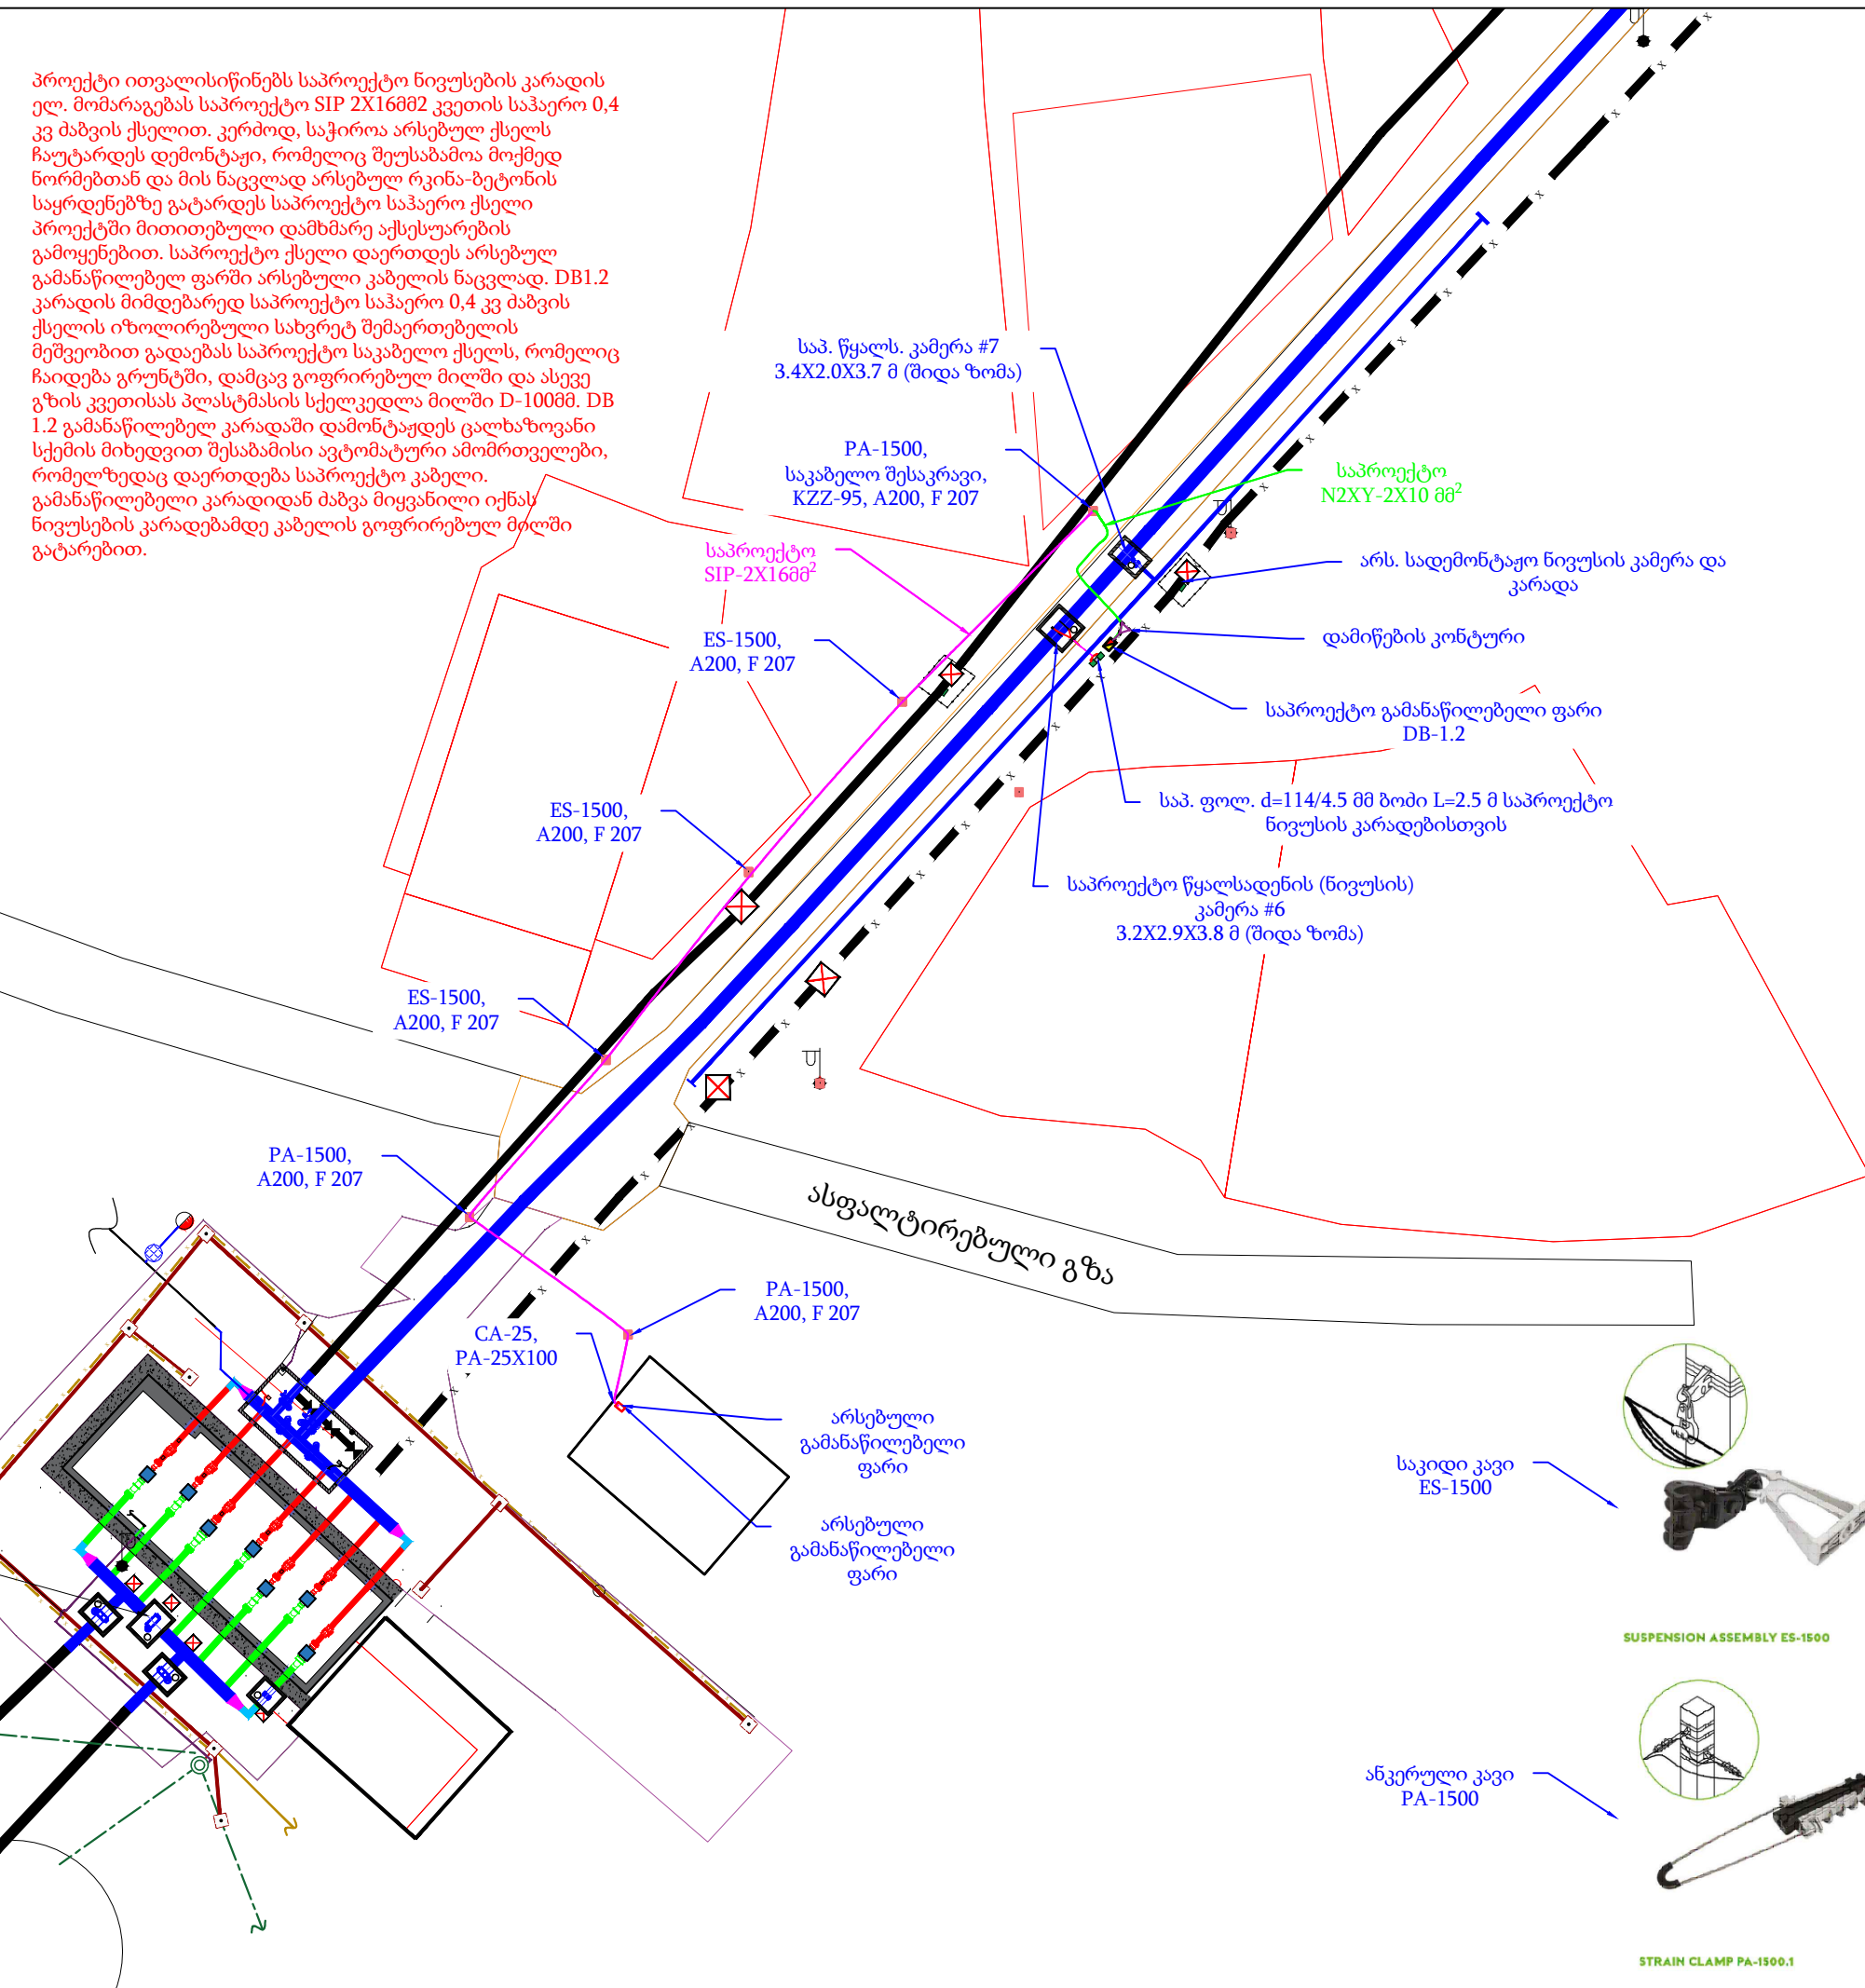 პროექტი ითვალისიწინებს საპროექტო ნივუსების კარადის
ელ. მომარაგებას საპროექტო SIP 2X16მმ2 კვეთის საჰაერო 0,4
კვ ძაბვის ქსელით. კერძოდ, საჭიროა არსებულ ქსელს
ჩაუტარდეს დემონტაჟი, რომელიც შეუსაბამოა მოქმედ
ნორმებთან და მის ნაცვლად არსებულ რკინა-ბეტონის
საყრდენებზე გატარდეს საპროექტო საჰაერო ქსელი
პროექტში მითითებული დამხმარე აქსესუარების
გამოყენებით. საპროექტო ქსელი დაერთდეს არსებულ
გამანაწილებელ ფარში არსებული კაბელის ნაცვლად. DB1.2
კარადის მიმდებარედ საპროექტო საჰაერო 0,4 კვ ძაბვის
ქსელის იზოლირებული სახვრეტ შემაერთებელის
მეშვეობით გადაებას საპროექტო საკაბელო ქსელს, რომელიც
ჩაიდება გრუნტში, დამცავ გოფრირებულ მილში და ასევე
გზის კვეთისას პლასტმასის სქელკედლა მილში D-100მმ. DB
1.2 გამანაწილებელ კარადაში დამონტაჟდეს ცალხაზოვანი
სქემის მიხედვით შესაბამისი ავტომატური ამომრთველები,
რომელზედაც დაერთდება საპროექტო კაბელი.
გამანაწილებელი კარადიდან ძაბვა მიყვანილი იქნას
ნივუსების კარადებამდე კაბელის გოფრირებულ მილში
გატარებით.
საპ. წყალს. კამერა #7
3.4X2.0X3.7 მ (შიდა ზომა)
PA-1500,
საკაბელო შესაკრავი,
KZZ-95, A200, F 207
საპროექტო
N2XY-2X10 მმ²
საპროექტო
SIP-2X16მმ²
არს. სადემონტაჟო ნივუსის კამერა და
კარადა
ES-1500,
A200, F 207
დამიწების კონტური
საპროექტო გამანაწილებელი ფარი
DB-1.2
ES-1500,
A200, F 207
საპ. ფოლ. d=114/4.5 მმ ბოძი L=2.5 მ საპროექტო
ნივუსის კარადებისთვის
საპროექტო წყალსადენის (ნივუსის)
კამერა #6
3.2X2.9X3.8 მ (შიდა ზომა)
ES-1500,
A200, F 207
PA-1500,
A200, F 207
ასფალტირებული გზა
PA-1500,
A200, F 207
CA-25,
PA-25X100
არსებული
გამანაწილებელი
ფარი
საკიდი კავი
ES-1500
არსებული
გამანაწილებელი
ფარი
SUSPENSION ASSEMBLY ES-1500
ანკერული კავი
PA-1500
STRAIN CLAMP PA-1500.1